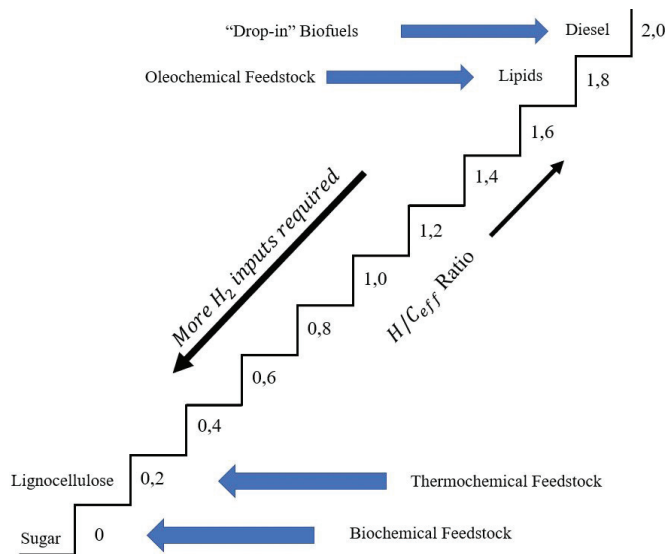 “Drop-in” Biofuels
Diesel
2,0
Oleochemical Feedstock
Lipids
1,8
1,6
1,4
1,2
1,0
0,8
0,6
0,4
More H₂ inputs required
H/C_eff Ratio
Lignocellulose
0,2
Thermochemical Feedstock
Sugar
0
Biochemical Feedstock